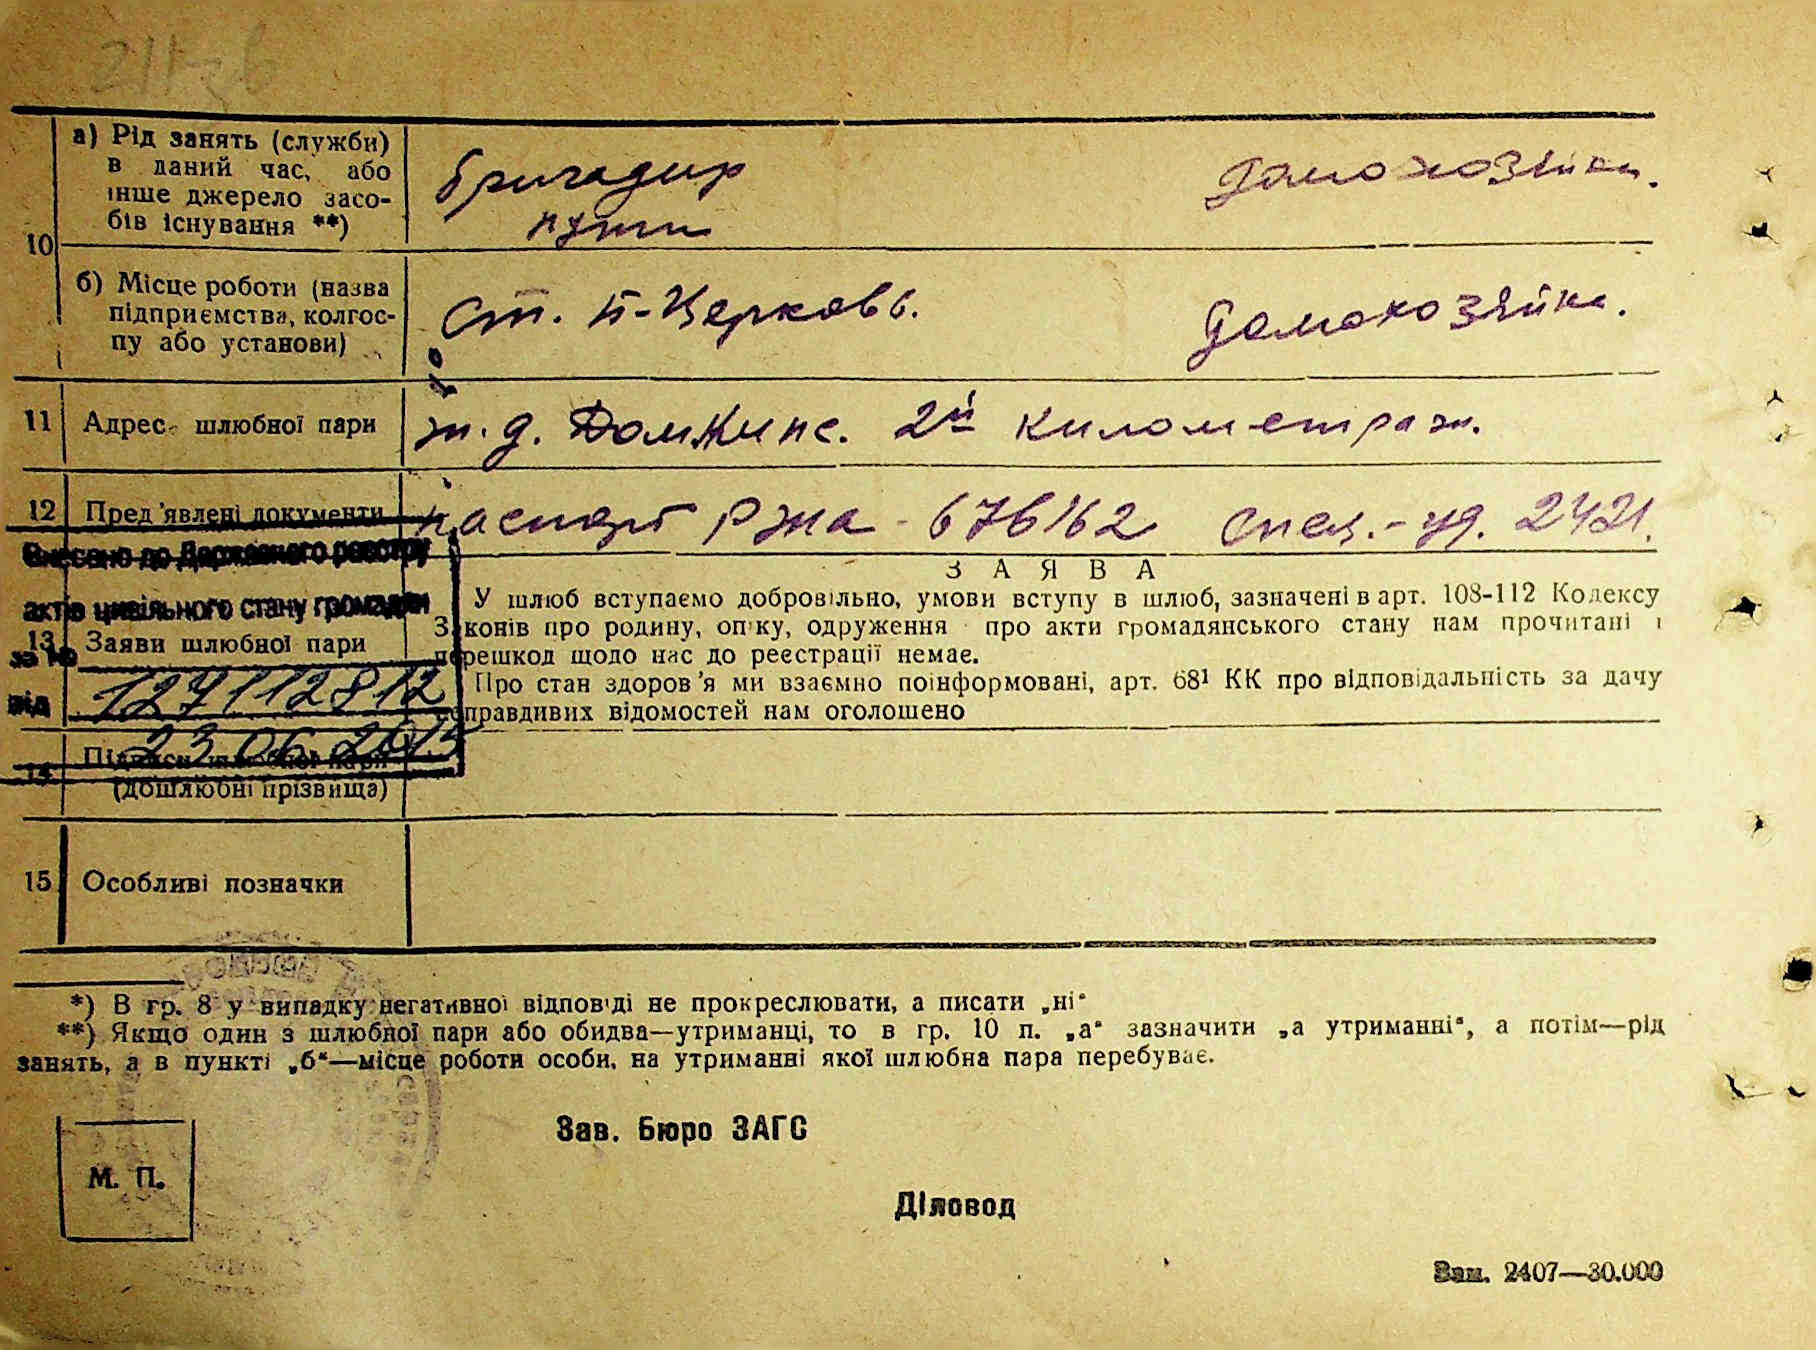 10
а) Рід занять (служби)
в даний час, або
інше джерело засо-
бів існування **)
бригадир
пути
домохозяйка.
б) Місце роботи (назва
підприємства, колгос-
пу або установи)
ст. Б-Церковь.
домохозяйка.
11 Адрес шлюбної пари
ж.д. 2й километраж.
12 Пред'явлені документи
паспорт РЖА - 676162 уд. 2421.
Внесено до Державного реєстру
актів цивільного стану громадян
за №
127112812
від
23 06 2015
13 Заяви шлюбної пари
ЗАЯВА
У шлюб вступаємо добровільно, умови вступу в шлюб, зазначені в арт. 108-112 Кодексу
Законів про родину, опіку, одруження про акти громадянського стану нам прочитані і
перешкод щодо нас до реєстрації немає.
Про стан здоров'я ми взаємно поінформовані, арт. 68¹ КК про відповідальність за дачу
неправдивих відомостей нам оголошено
14 Підписи шлюбної пари
(дошлюбні прізвища)
15 Особливі позначки
*) В гр. 8 у випадку негативної відповіді не прокреслювати, а писати „ні“
**) Якщо один з шлюбної пари або обидва—утриманці, то в гр. 10 п. „а“ зазначити „а утриманні“, а потім—рід
занять, а в пункті „б“—місце роботи особи, на утриманні якої шлюбна пара перебуває.
Зав. Бюро ЗАГС
М. П.
Діловод
Зам. 2407—30.000